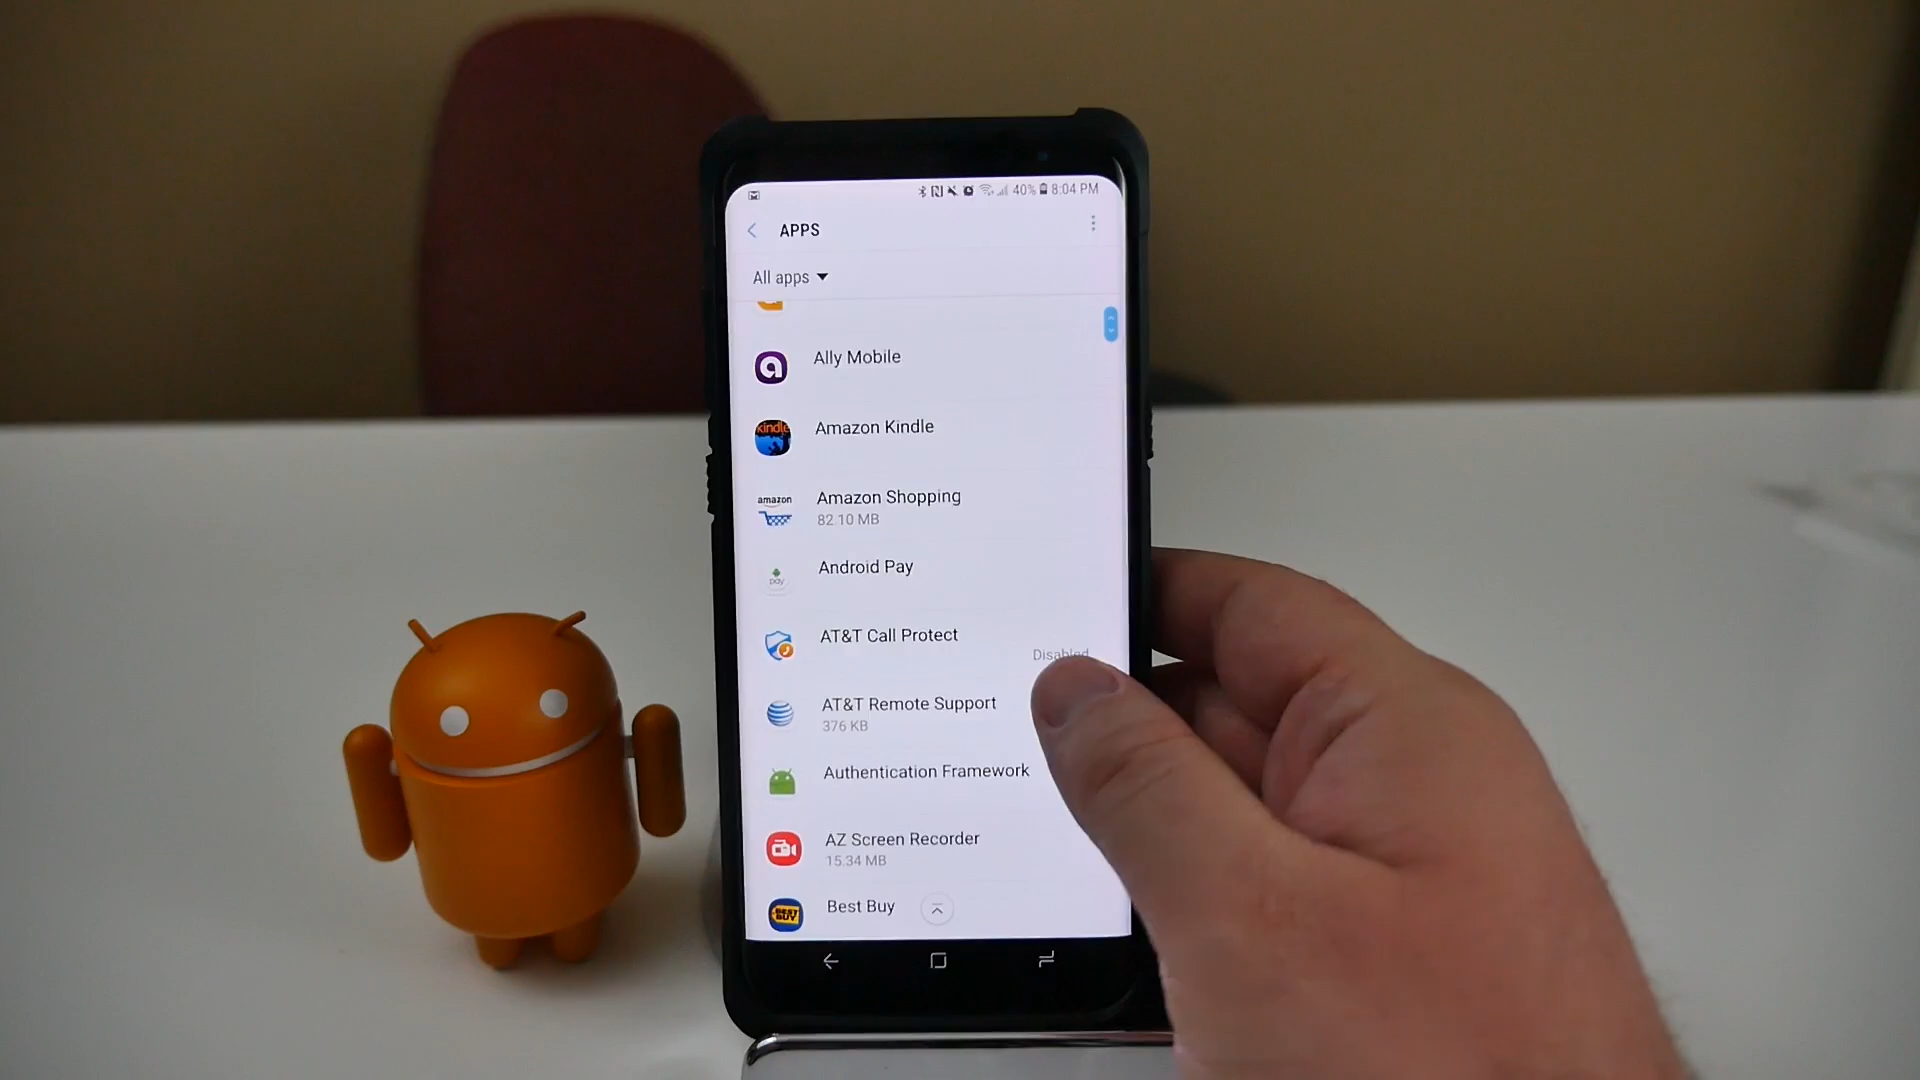 40% 8:04 PM
APPS
All apps
Ally Mobile
kindle
Amazon Kindle
amazon
Amazon Shopping
82.10 MB
pay
Android Pay
AT&T Call Protect
Disabled
AT&T Remote Support
376 KB
Authentication Framework
AZ Screen Recorder
15.34 MB
BEST BUY
Best Buy